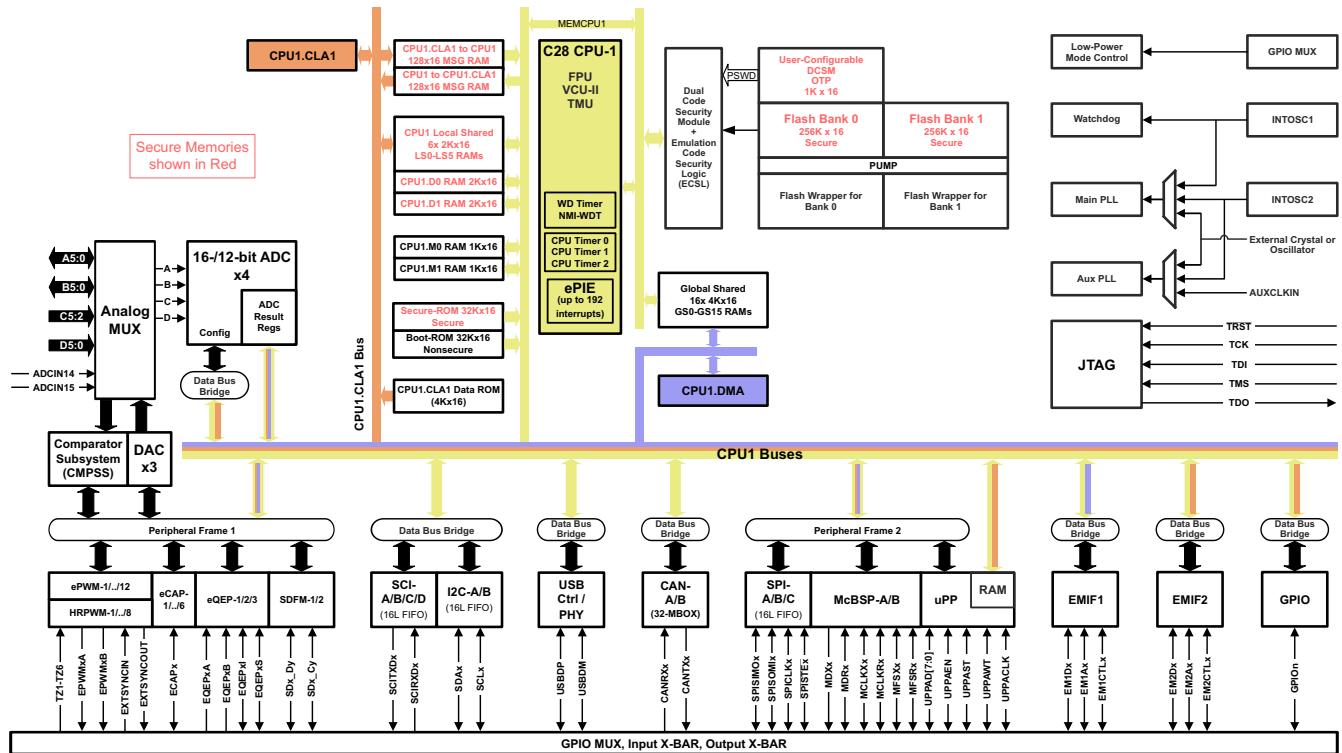 MEMCPU1
CPU1.CLA1
CPU1.CLA1 to CPU1
128x16 MSG RAM
CPU1 to CPU1.CLA1
128x16 MSG RAM
CPU1 Local Shared
6x 2Kx16
LS0-LS5 RAMs
CPU1.D0 RAM 2Kx16
CPU1.D1 RAM 2Kx16
CPU1.M0 RAM 1Kx16
CPU1.M1 RAM 1Kx16
Secure-ROM 32Kx16
Secure
Boot-ROM 32Kx16
Nonsecure
CPU1.CLA1 Data ROM
(4Kx16)
CPU1.CLA1 Bus
C28 CPU-1
FPU
VCU-II
TMU
WD Timer
NMI-WDT
CPU Timer 0
CPU Timer 1
CPU Timer 2
ePIE
(up to 192
interrupts)
Dual
Code
Security
Module
+
Emulation
Code
Security
Logic
(ECSL)
PSWD
User-Configurable
DCSM
OTP
1K x 16
Flash Bank 0
256K x 16
Secure
Flash Bank 1
256K x 16
Secure
PUMP
Flash Wrapper for
Bank 0
Flash Wrapper for
Bank 1
Global Shared
16x 4Kx16
GS0-GS15 RAMs
CPU1.DMA
Low-Power
Mode Control
GPIO MUX
Watchdog
INTOSC1
Main PLL
INTOSC2
External Crystal or
Oscillator
Aux PLL
AUXCLKIN
JTAG
TRST
TCK
TDI
TMS
TDO
Secure Memories
shown in Red
A5:0
B5:0
C5:2
D5:0
ADCIN14
ADCIN15
Analog
MUX
A
B
C
D
16-/12-bit ADC
x4
Config
ADC
Result
Regs
Data Bus
Bridge
Comparator
Subsystem
(CMPSS)
DAC
x3
CPU1 Buses
Peripheral Frame 1
Data Bus Bridge
Data Bus
Bridge
Data Bus
Bridge
Peripheral Frame 2
Data Bus
Bridge
Data Bus
Bridge
Data Bus
Bridge
ePWM-1/../12
HRPWM-1/../8
eCAP-
1/../6
eQEP-1/2/3
SDFM-1/2
SCI-
A/B/C/D
(16L FIFO)
I2C-A/B
(16L FIFO)
USB
Ctrl /
PHY
CAN-
A/B
(32-MBOX)
SPI-
A/B/C
(16L FIFO)
McBSP-A/B
uPP
RAM
EMIF1
EMIF2
GPIO
TZ1-TZ6
EPWMxA
EPWMxB
EXTSYNCIN
EXTSYNCOUT
ECAPx
EQEPxA
EQEPxB
EQEPxI
EQEPxS
SDx_Dy
SDx_Cy
SCITXDx
SCIRXDx
SDAx
SCLx
USBDP
USBDM
CANRXx
CANTXx
SPISIMOx
SPISOMIx
SPICLKx
SPISTEx
MDXx
MDRx
MCLKXx
MCLKRx
MFSXx
MFSRx
UPPAD[7:0]
UPPAEN
UPPAST
UPPAWT
UPPACLK
EM1Dx
EM1Ax
EM1CTLx
EM2Dx
EM2Ax
EM2CTLx
GPIOn
GPIO MUX, Input X-BAR, Output X-BAR